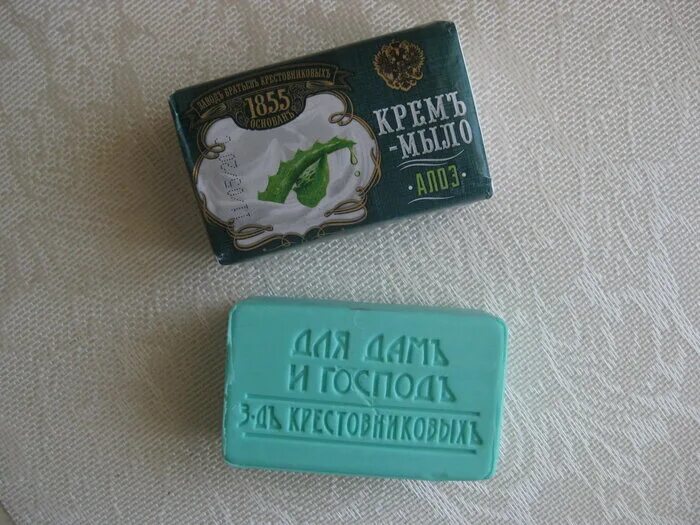 ЗАВОДЪ БРАТЬЕВЪ КРЕСТОВНИКОВЫХЪ
1855
ОСНОВАНЪ
КРЕМЪ
-МЫЛО
·АЛОЭ·
ДЛЯ ДАМЪ
И ГОСПОДЪ
З-ДЪ КРЕСТОВНИКОВЫХЪ